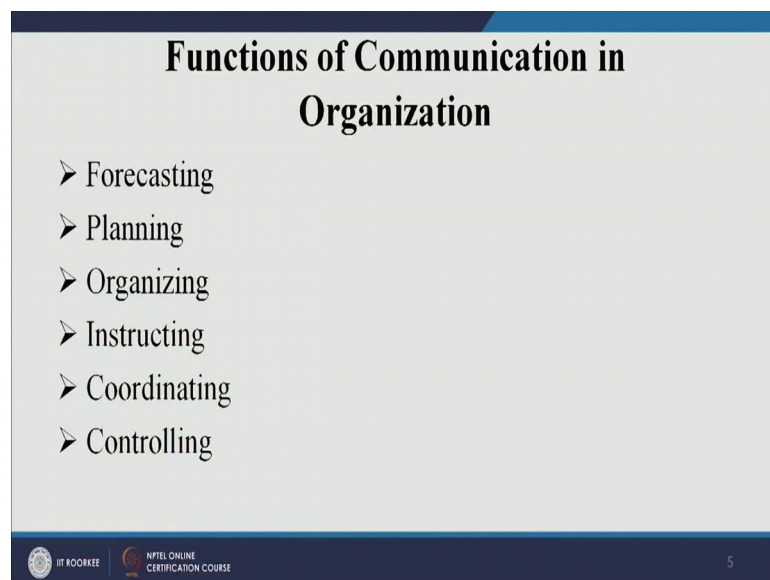 Functions of Communication in
Organization
➢ Forecasting
➢ Planning
➢ Organizing
➢ Instructing
➢ Coordinating
➢ Controlling
IIT ROORKEE
NPTEL ONLINE
CERTIFICATION COURSE
5